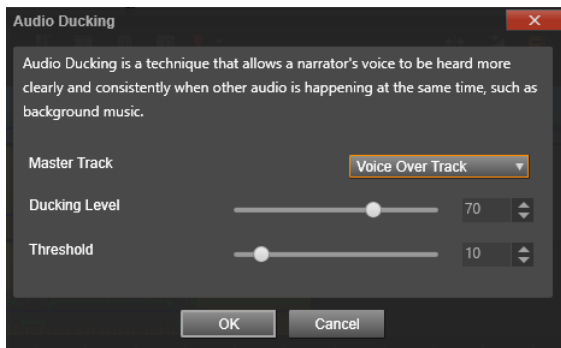 Audio Ducking
Audio Ducking is a technique that allows a narrator's voice to be heard more
clearly and consistently when other audio is happening at the same time, such as
background music.
Master Track Voice Over Track
Ducking Level 70
Threshold 10
OK Cancel